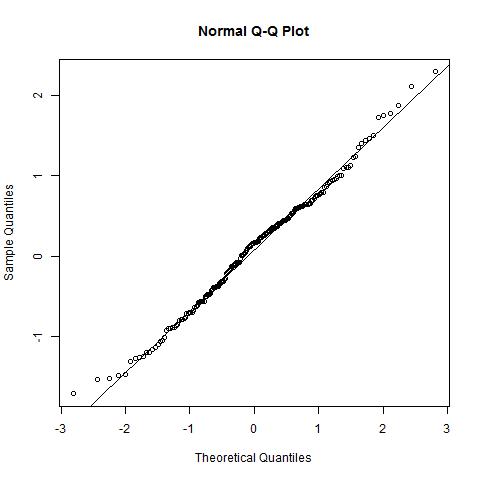 Normal Q-Q Plot
Sample Quantiles
2
1
0
-1
-3 -2 -1 0 1 2 3
Theoretical Quantiles